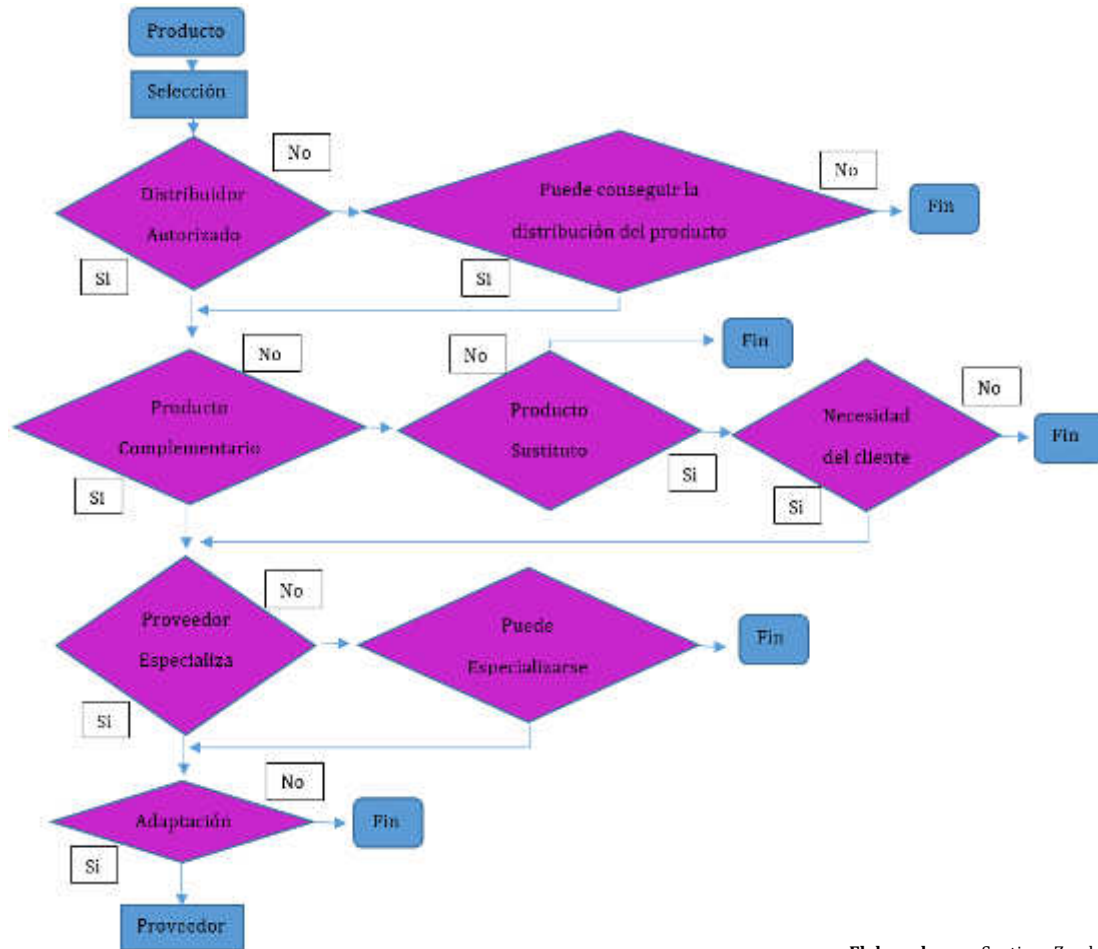 Producto
Selección
No
No
Distribuidor
Autorizado
Puede conseguir la
distribución del producto
Fin
Si
Si
Fin
No
No
No
Producto
Complementario
Producto
Sustituto
Necesidad
del cliente
Fin
Si
Si
Si
No
Proveedor
Especializa
Puede
Especializarse
Fin
Si
No
Adaptación
Fin
Si
Proveedor